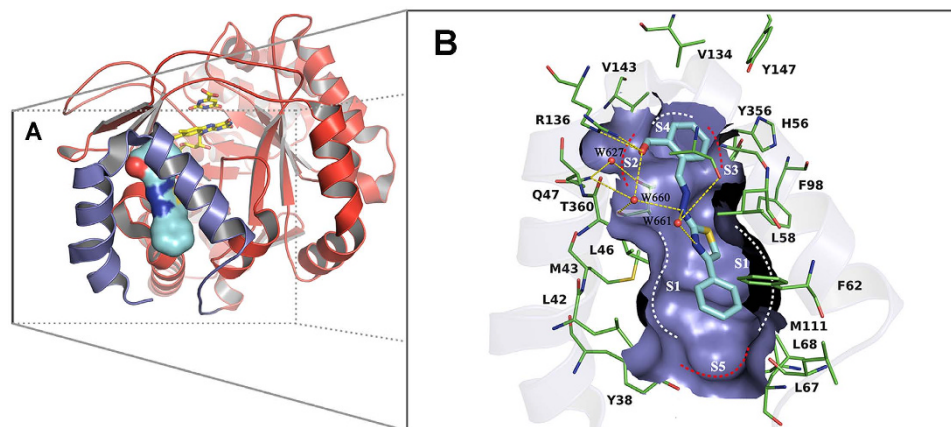 A
B
V134
V143
Y147
R136
Y356
S4
H56
W627
S2
S3
Q47
W660
F98
T360
W661
L58
L46
M43
S1
S1
F62
L42
M111
L68
S5
L67
Y38